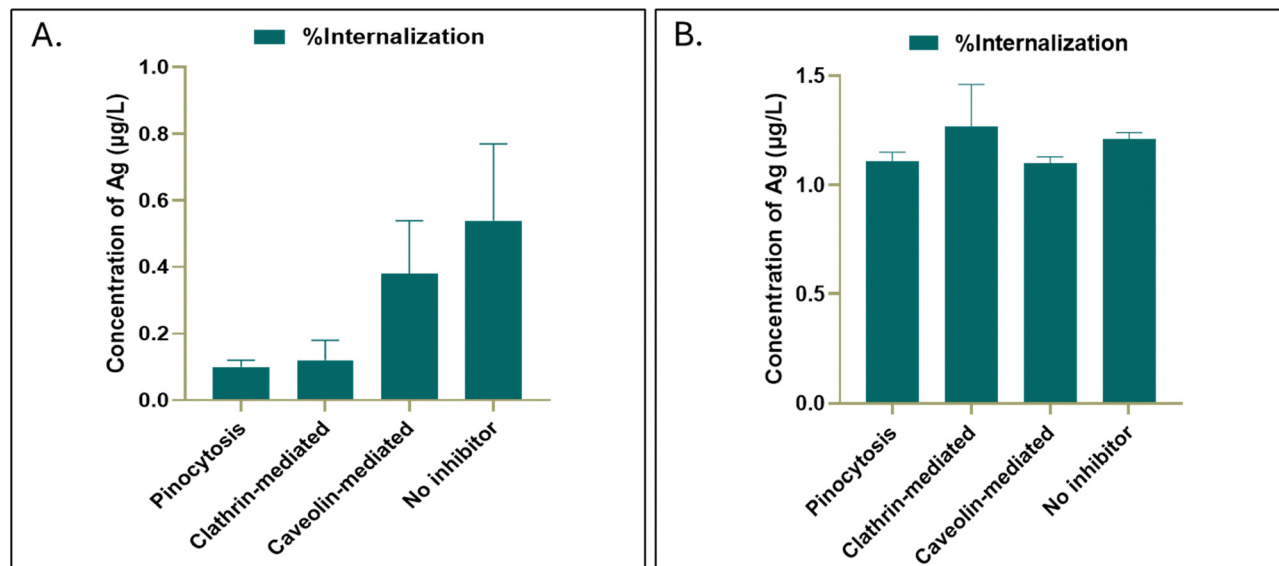 A.
%Internalization
Concentration of Ag (µg/L)
1.0
0.8
0.6
0.4
0.2
0.0
Pinocytosis
Clathrin-mediated
Caveolin-mediated
No inhibitor
B.
%Internalization
Concentration of Ag (µg/L)
1.5
1.0
0.5
0.0
Pinocytosis
Clathrin-mediated
Caveolin-mediated
No inhibitor